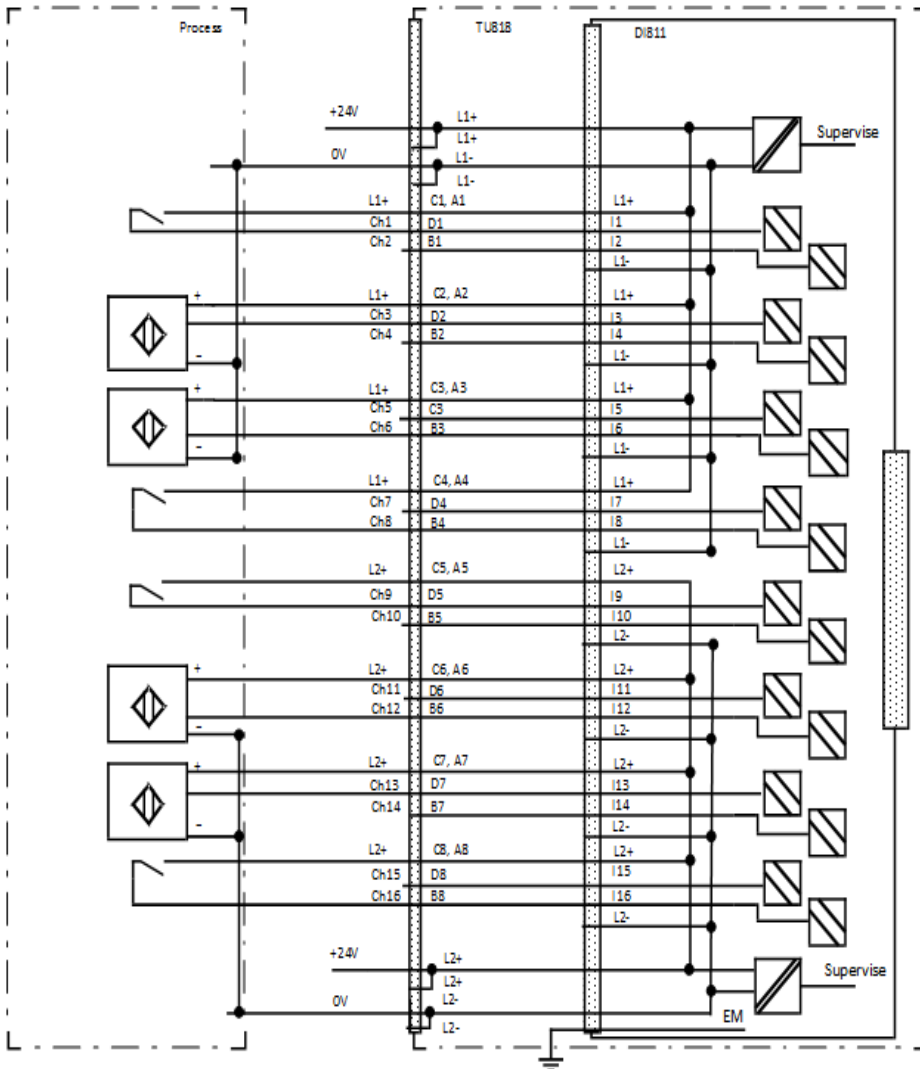 Process TU818 DI811
+24V L1+
L1+ Supervise
0V L1-
L1-
L1+ C1, A1 L1+
Ch1 D1 I1
Ch2 B1 I2
L1-
+ L1+ C2, A2 L1+
Ch3 D2 I3
Ch4 B2 I4
– L1-
+ L1+ C3, A3 L1+
Ch5 C3 I5
Ch6 B3 I6
– L1-
L1+ C4, A4 L1+
Ch7 D4 I7
Ch8 B4 I8
L1-
L2+ C5, A5 L2+
Ch9 D5 I9
Ch10 B5 I10
L2-
+ L2+ C6, A6 L2+
Ch11 D6 I11
Ch12 B6 I12
– L2-
+ L2+ C7, A7 L2+
Ch13 D7 I13
Ch14 B7 I14
– L2-
L2+ C8, A8 L2+
Ch15 D8 I15
Ch16 B8 I16
L2-
+24V L2+
L2+ Supervise
0V L2-
L2- EM